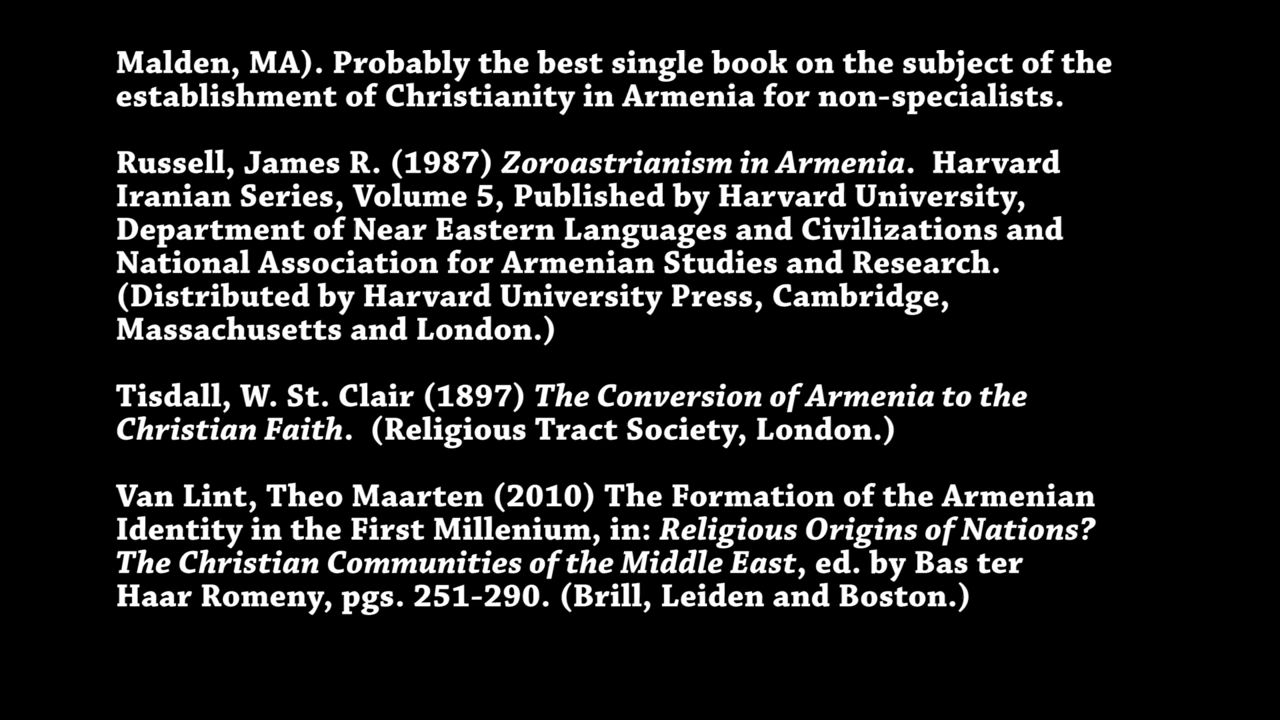 Malden, MA). Probably the best single book on the subject of the
establishment of Christianity in Armenia for non-specialists.
Russell, James R. (1987) Zoroastrianism in Armenia. Harvard
Iranian Series, Volume 5, Published by Harvard University,
Department of Near Eastern Languages and Civilizations and
National Association for Armenian Studies and Research.
(Distributed by Harvard University Press, Cambridge,
Massachusetts and London.)
Tisdall, W. St. Clair (1897) The Conversion of Armenia to the
Christian Faith. (Religious Tract Society, London.)
Van Lint, Theo Maarten (2010) The Formation of the Armenian
Identity in the First Millenium, in: Religious Origins of Nations?
The Christian Communities of the Middle East, ed. by Bas ter
Haar Romeny, pgs. 251-290. (Brill, Leiden and Boston.)